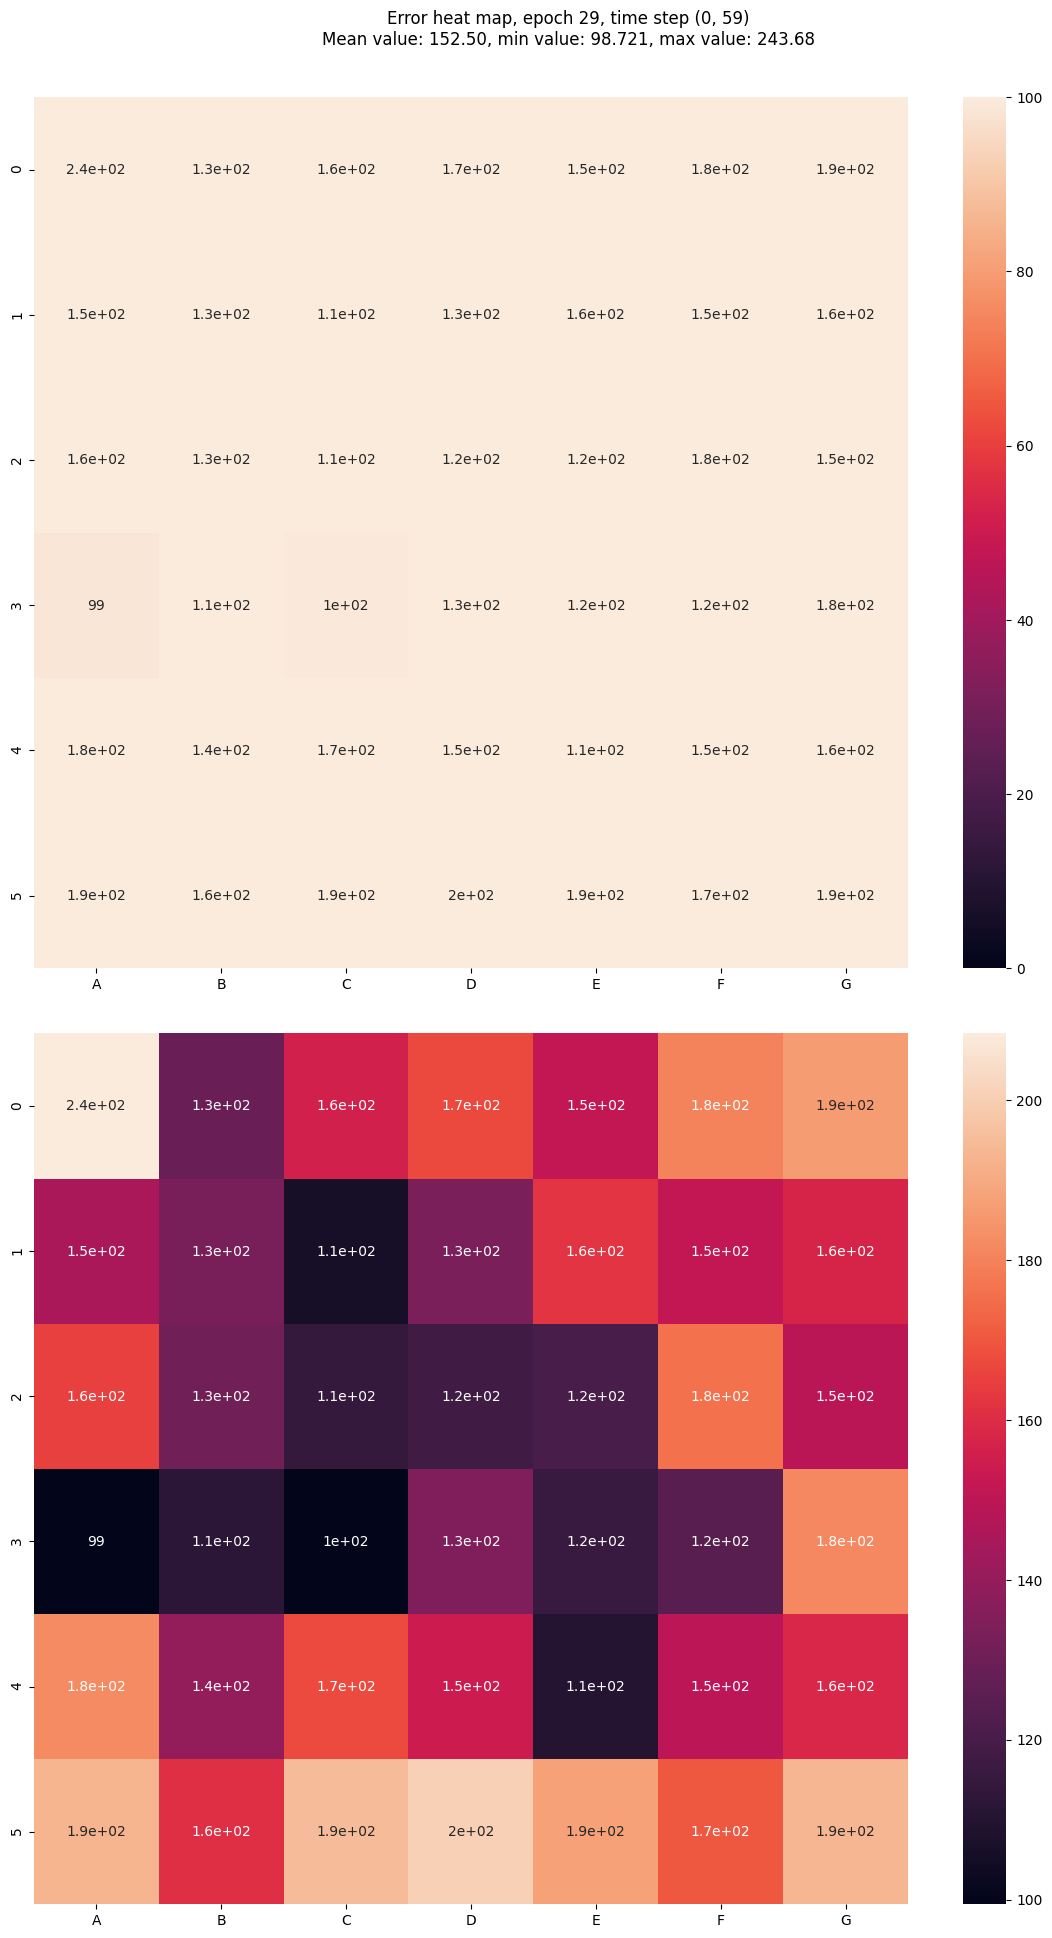 Error heat map, epoch 29, time step (0, 59)
Mean value: 152.50, min value: 98.721, max value: 243.68
0 2.4e+02 1.3e+02 1.6e+02 1.7e+02 1.5e+02 1.8e+02 1.9e+02
1 1.5e+02 1.3e+02 1.1e+02 1.3e+02 1.6e+02 1.5e+02 1.6e+02
2 1.6e+02 1.3e+02 1.1e+02 1.2e+02 1.2e+02 1.8e+02 1.5e+02
3 99 1.1e+02 1e+02 1.3e+02 1.2e+02 1.2e+02 1.8e+02
4 1.8e+02 1.4e+02 1.7e+02 1.5e+02 1.1e+02 1.5e+02 1.6e+02
5 1.9e+02 1.6e+02 1.9e+02 2e+02 1.9e+02 1.7e+02 1.9e+02
A B C D E F G
100
80
60
40
20
0
0 2.4e+02 1.3e+02 1.6e+02 1.7e+02 1.5e+02 1.8e+02 1.9e+02
1 1.5e+02 1.3e+02 1.1e+02 1.3e+02 1.6e+02 1.5e+02 1.6e+02
2 1.6e+02 1.3e+02 1.1e+02 1.2e+02 1.2e+02 1.8e+02 1.5e+02
3 99 1.1e+02 1e+02 1.3e+02 1.2e+02 1.2e+02 1.8e+02
4 1.8e+02 1.4e+02 1.7e+02 1.5e+02 1.1e+02 1.5e+02 1.6e+02
5 1.9e+02 1.6e+02 1.9e+02 2e+02 1.9e+02 1.7e+02 1.9e+02
A B C D E F G
200
180
160
140
120
100